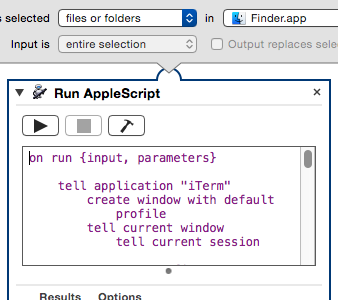 selected files or folders in Finder.app
Input is entire selection Output replaces sele
Run AppleScript
on run {input, parameters}
tell application "iTerm"
create window with default
profile
tell current window
tell current session
Results Options